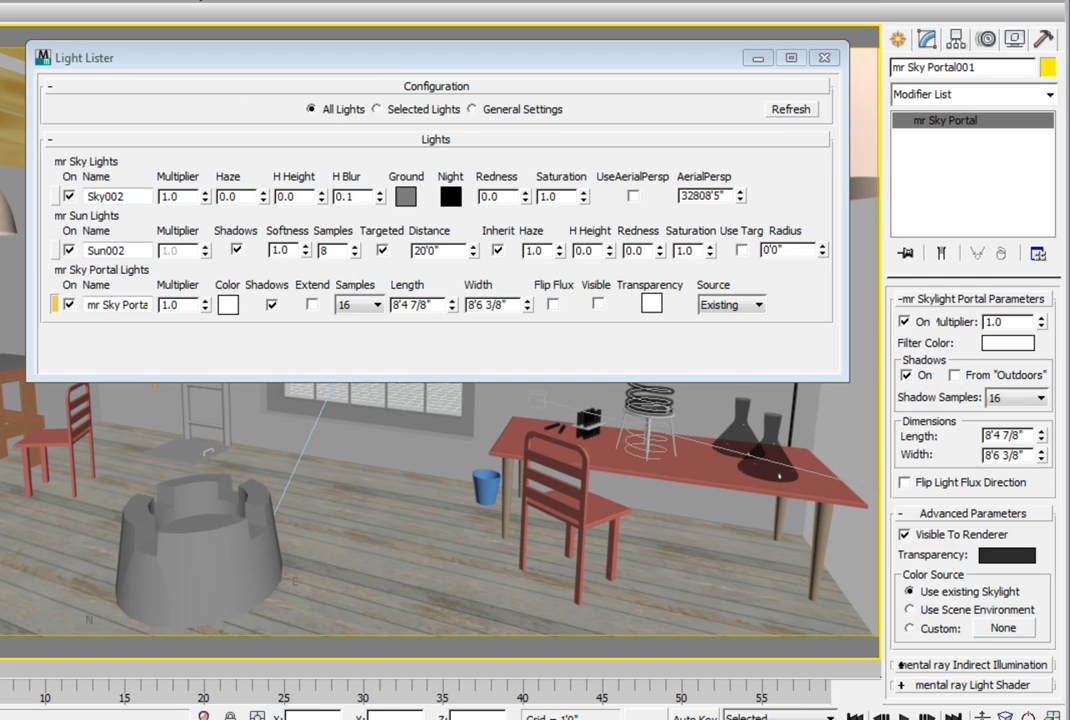 Light Lister
mr Sky Portal001
Modifier List
mr Sky Portal
- Configuration
All Lights Selected Lights General Settings Refresh
- Lights
mr Sky Lights
On Name Multiplier Haze H Height H Blur Ground Night Redness Saturation UseAerialPersp AerialPersp
Sky002 1.0 0.0 0.0 0.1 0.0 1.0 32808'5"
mr Sun Lights
On Name Multiplier Shadows Softness Samples Targeted Distance Inherit Haze H Height Redness Saturation Use Targ Radius
Sun002 1.0 1.0 8 20'0" 1.0 0.0 0.0 1.0 0'0"
mr Sky Portal Lights
On Name Multiplier Color Shadows Extend Samples Length Width Flip Flux Visible Transparency Source
mr Sky Porta 1.0 16 8'4 7/8" 8'6 3/8" Existing
- mr Skylight Portal Parameters
On Multiplier: 1.0
Filter Color:
Shadows
On From "Outdoors"
Shadow Samples: 16
Dimensions
Length: 8'4 7/8"
Width: 8'6 3/8"
Flip Light Flux Direction
- Advanced Parameters
Visible To Renderer
Transparency:
Color Source
Use existing Skylight
Use Scene Environment
Custom: None
mental ray Indirect Illumination
+ mental ray Light Shader
N
E
10 15 20 25 30 35 40 45 50 55
X: Y: Z: Grid = 1'0" Auto Key Selected